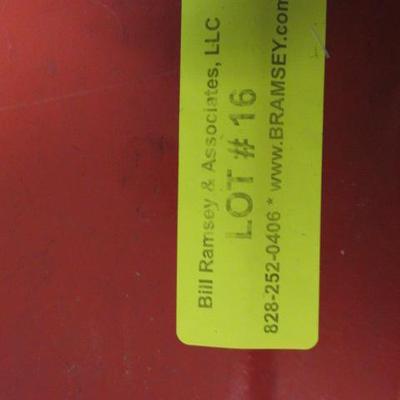 Bill Ramsey & Associates, LLC
LOT # 16
828-252-0406 * www.BRAMSEY.com